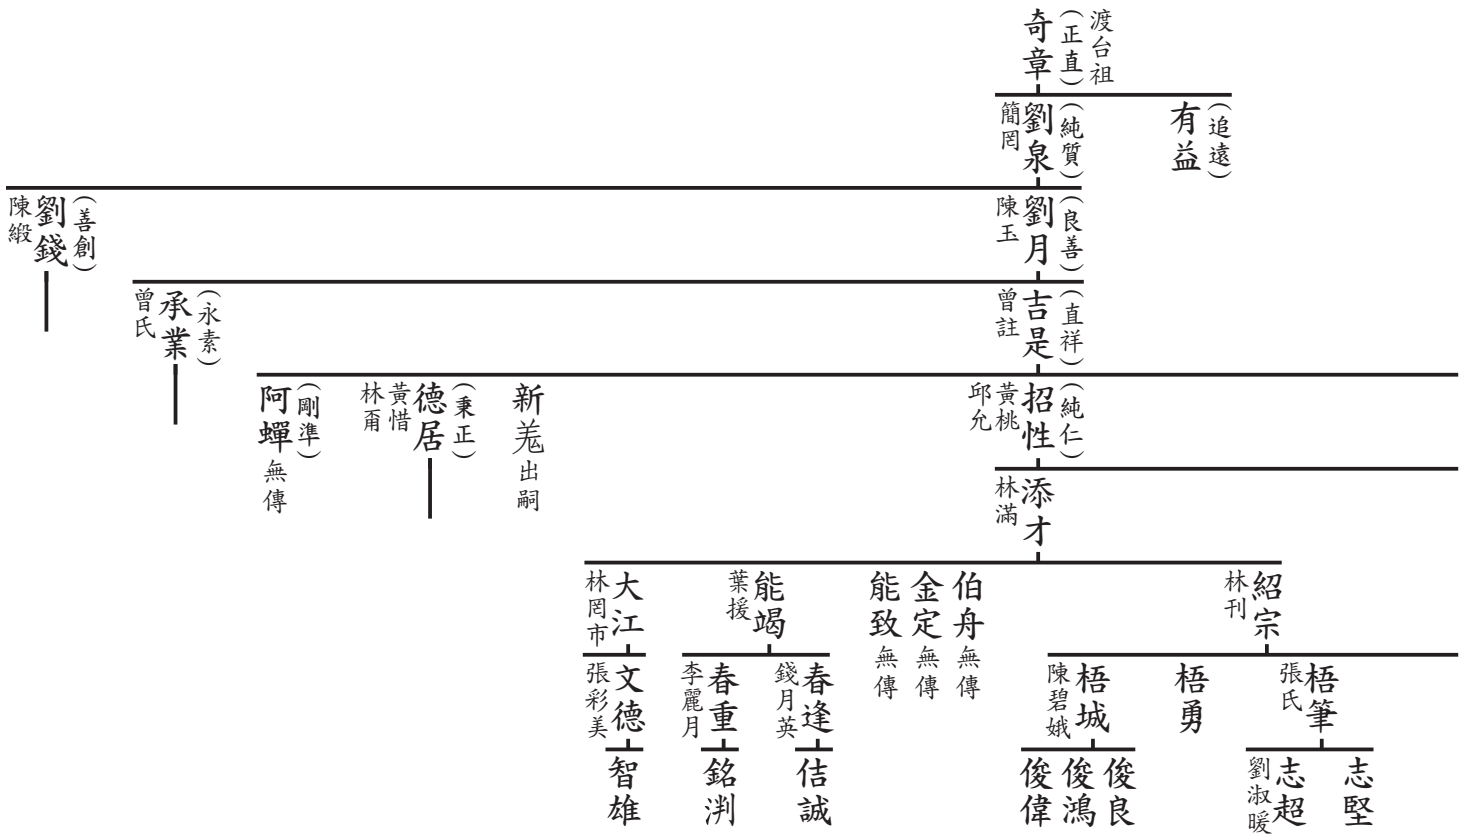 渡台祖
(正直)
奇章
(追遠)
有益
(純質)
劉泉
簡罔
(良善)
劉月
陳玉
(善創)
劉錢
陳緞
(直祥)
吉是
曾註
(永素)
承業
曾氏
(純仁)
招性
黃桃
邱允
新羗出嗣
(秉正)
德居
黃惜
林
(剛準)
阿蟬無傳
添才
林滿
紹宗
林刊
伯舟無傳
金定無傳
能致無傳
能竭
葉援
大江
林罔市
梧筆
張氏
梧勇
梧城
陳碧娥
春逢
錢月英
春重
李麗月
文德
張彩美
志堅
志超
劉淑暖
俊良
俊鴻
俊偉
佶誠
銘
智雄